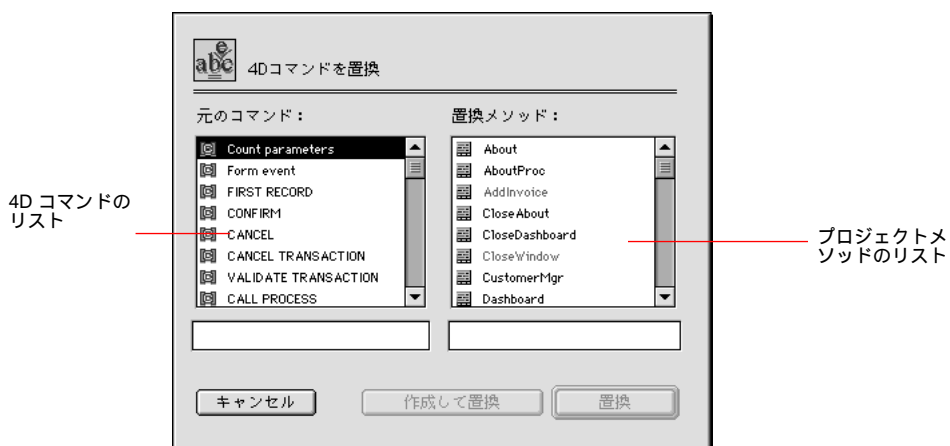 abc
4Dコマンドを置換
元のコマンド:
Count parameters
Form event
FIRST RECORD
CONFIRM
CANCEL
CANCEL TRANSACTION
VALIDATE TRANSACTION
CALL PROCESS
置換メソッド:
About
AboutProc
AddInvoice
CloseAbout
CloseDashboard
CloseWindow
CustomerMgr
Dashboard
4D コマンドの
リスト
プロジェクトメ
ソッドのリスト
キャンセル
作成して置換
置換